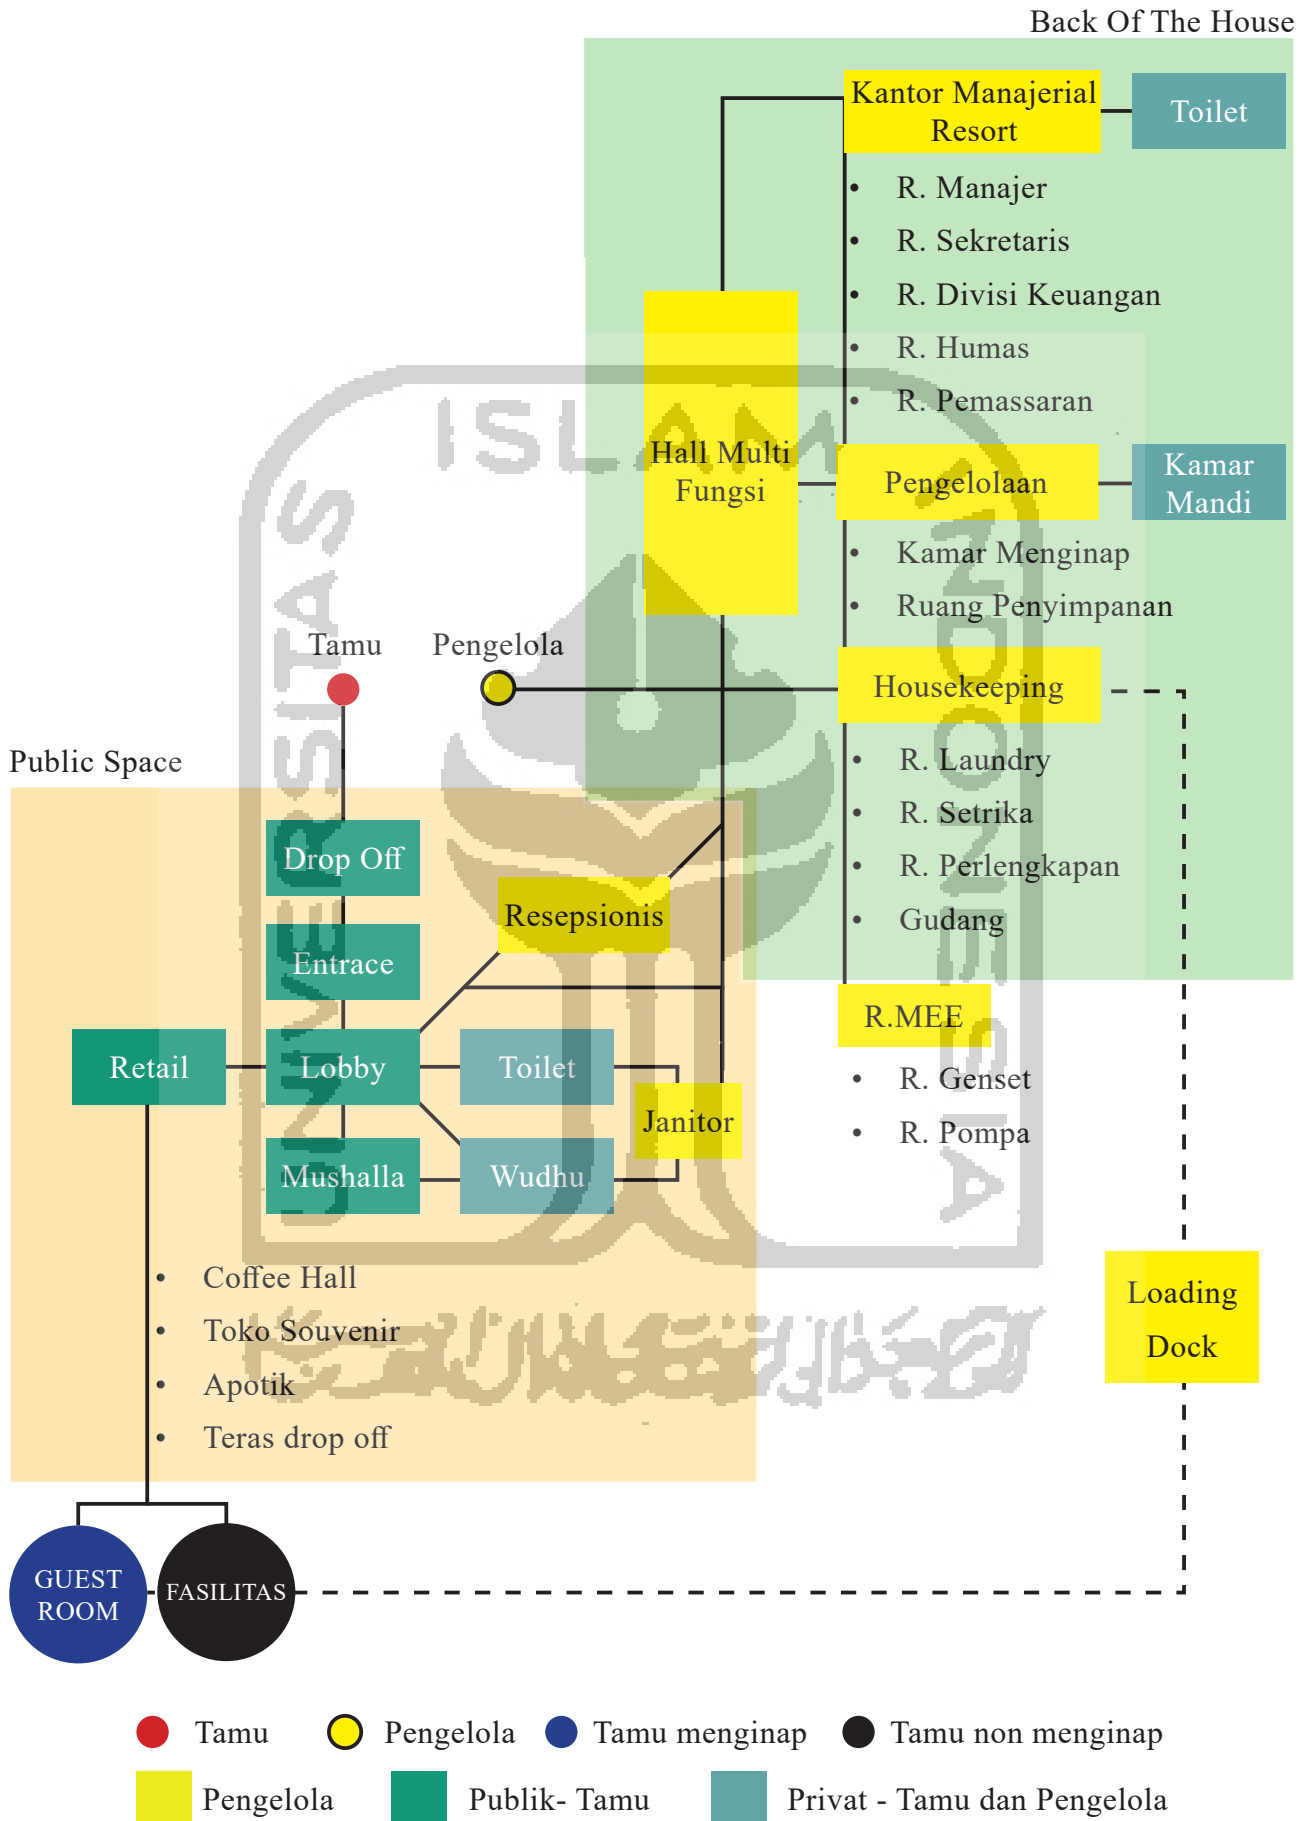 Back Of The House
Kantor Manajerial
Resort
Toilet
• R. Manajer
• R. Sekretaris
• R. Divisi Keuangan
• R. Humas
• R. Pemassaran
Hall Multi
Fungsi
Pengelolaan
Kamar
Mandi
• Kamar Menginap
• Ruang Penyimpanan
Tamu
Pengelola
Housekeeping
• R. Laundry
• R. Setrika
• R. Perlengkapan
• Gudang
Public Space
Drop Off
Resepsionis
Entrace
R.MEE
• R. Genset
• R. Pompa
Retail
Lobby
Toilet
Janitor
Mushalla
Wudhu
• Coffee Hall
• Toko Souvenir
• Apotik
• Teras drop off
Loading
Dock
GUEST
ROOM
FASILITAS
Tamu
Pengelola
Tamu menginap
Tamu non menginap
Pengelola
Publik- Tamu
Privat - Tamu dan Pengelola
UNIVERSITAS
ISLAM
INDONESIA